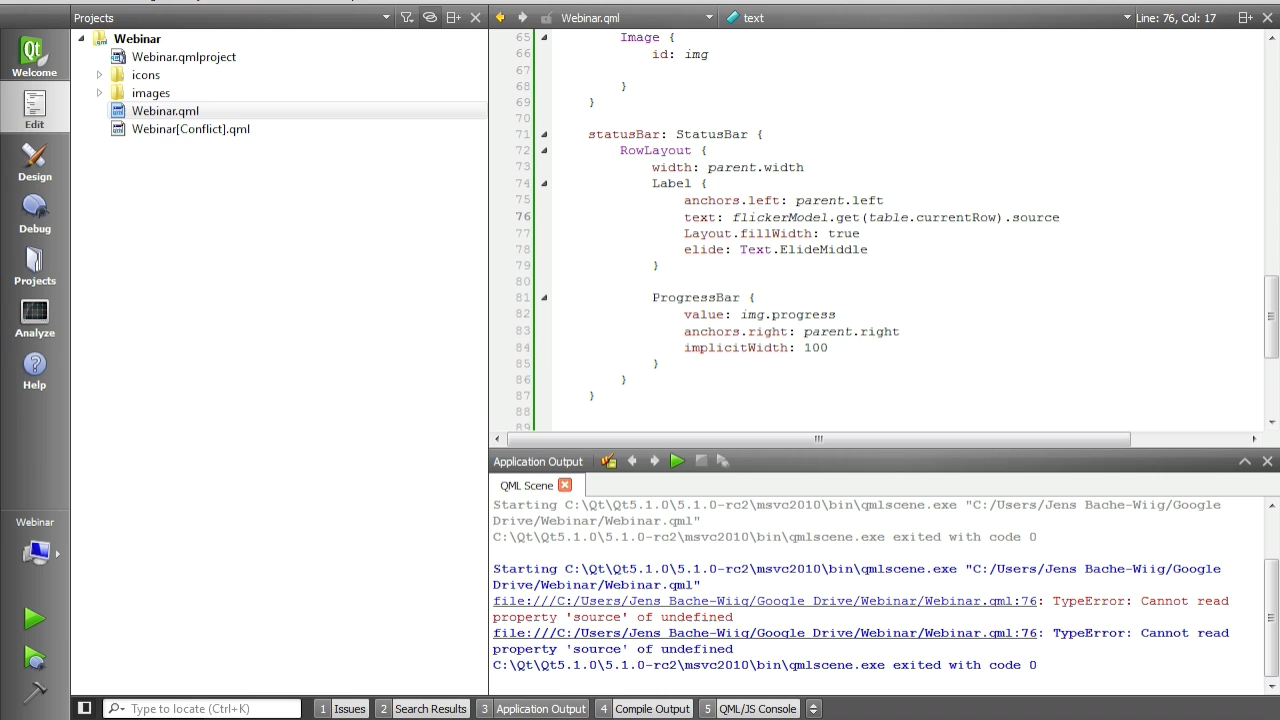 Projects
Webinar.qml
text
Line: 76, Col: 17
Webinar
Webinar.qmlproject
icons
images
Webinar.qml
Webinar[Conflict].qml
Welcome
Edit
Design
Debug
Projects
Analyze
Help
Webinar
65 Image {
66 id: img
67
68 }
69 }
70
71 statusBar: StatusBar {
72 RowLayout {
73 width: parent.width
74 Label {
75 anchors.left: parent.left
76 text: flickerModel.get(table.currentRow).source
77 Layout.fillWidth: true
78 elide: Text.ElideMiddle
79 }
80
81 ProgressBar {
82 value: img.progress
83 anchors.right: parent.right
84 implicitWidth: 100
85 }
86 }
87 }
88
89
Application Output
QML Scene
Starting C:\Qt\Qt5.1.0\5.1.0-rc2\msvc2010\bin\qmlscene.exe "C:/Users/Jens Bache-Wiig/Google
Drive/Webinar/Webinar.qml"
C:\Qt\Qt5.1.0\5.1.0-rc2\msvc2010\bin\qmlscene.exe exited with code 0
Starting C:\Qt\Qt5.1.0\5.1.0-rc2\msvc2010\bin\qmlscene.exe "C:/Users/Jens Bache-Wiig/Google
Drive/Webinar/Webinar.qml"
file:///C:/Users/Jens Bache-Wiig/Google Drive/Webinar/Webinar.qml:76: TypeError: Cannot read
property 'source' of undefined
file:///C:/Users/Jens Bache-Wiig/Google Drive/Webinar/Webinar.qml:76: TypeError: Cannot read
property 'source' of undefined
C:\Qt\Qt5.1.0\5.1.0-rc2\msvc2010\bin\qmlscene.exe exited with code 0
Type to locate (Ctrl+K)
1 Issues
2 Search Results
3 Application Output
4 Compile Output
5 QML/JS Console